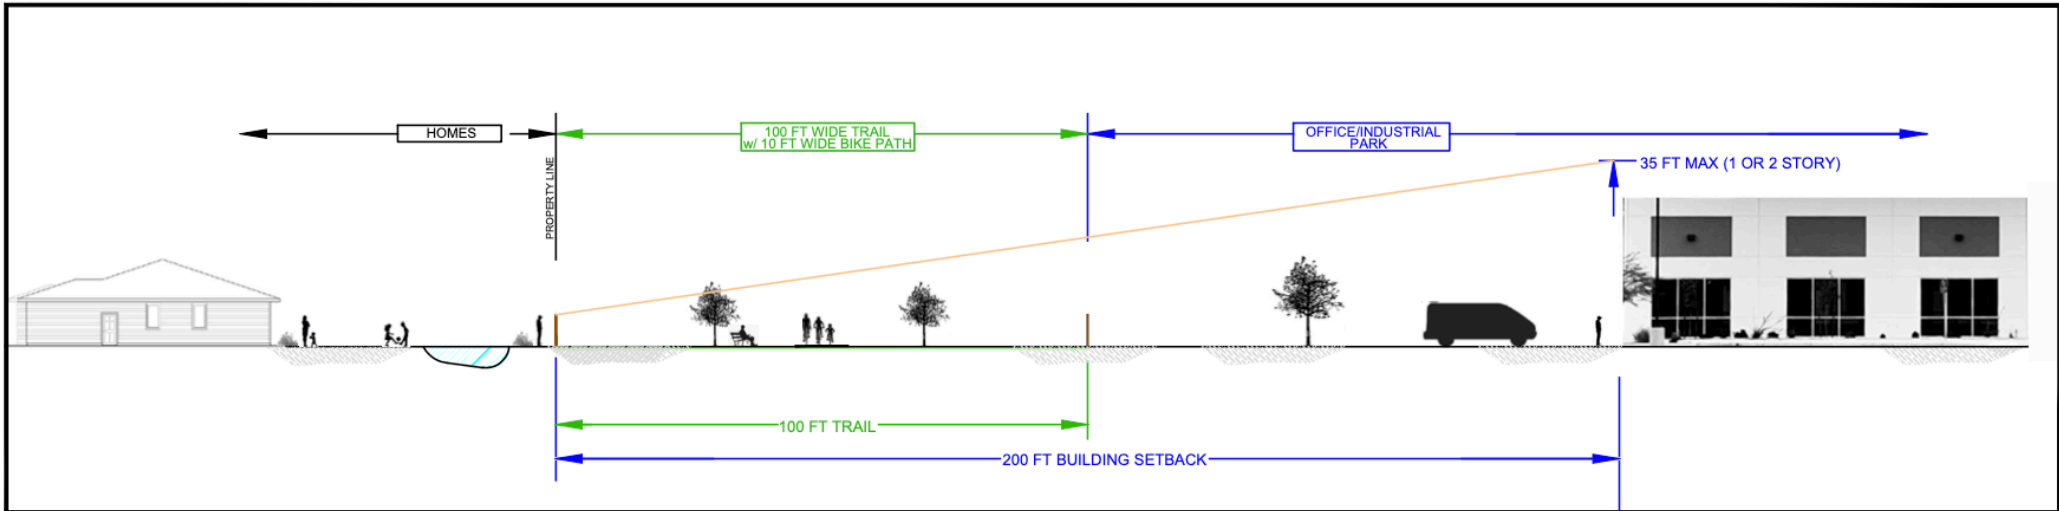 HOMES
100 FT WIDE TRAIL
w/ 10 FT WIDE BIKE PATH
OFFICE/INDUSTRIAL
PARK
PROPERTY LINE
35 FT MAX (1 OR 2 STORY)
100 FT TRAIL
200 FT BUILDING SETBACK